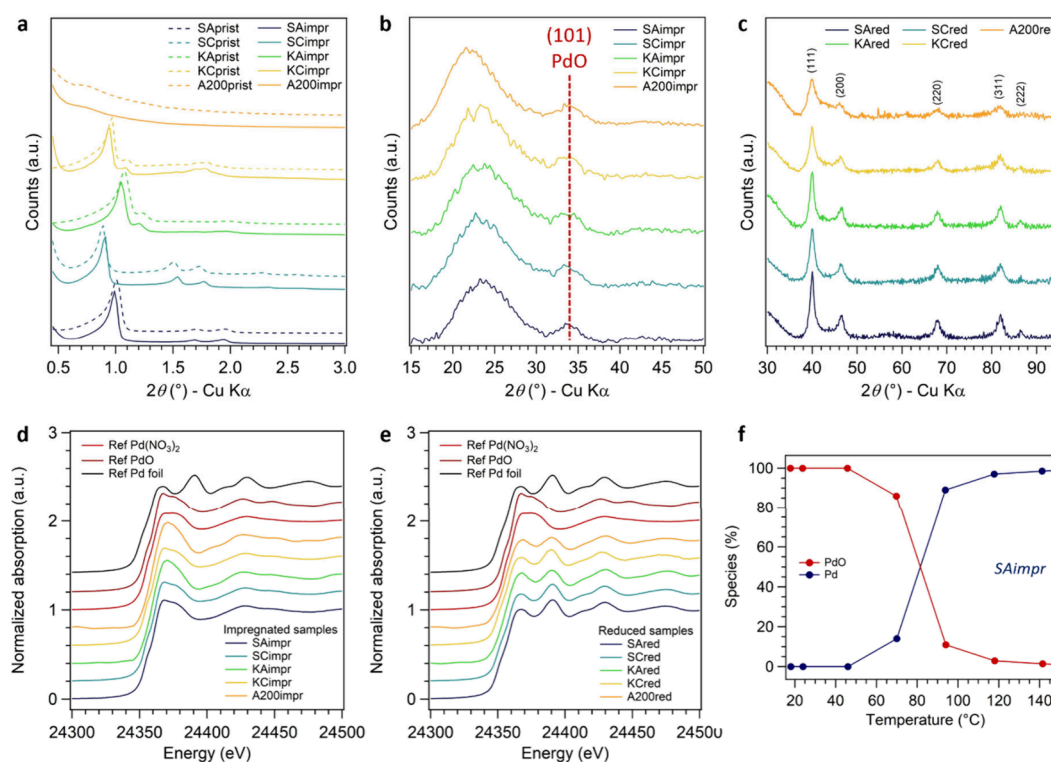 a
SAprist SAimpr
SCprist SCimpr
KAprist KAimpr
KCprist KCimpr
A200prist A200impr
Counts (a.u.)
0.5 1.0 1.5 2.0 2.5 3.0
2θ (°) - Cu Kα
b
(101)
PdO
SAimpr
SCimpr
KAimpr
KCimpr
A200impr
Counts (a.u.)
15 20 25 30 35 40 45 50
2θ (°) - Cu Kα
c
SAred SCred A200re
KAred KCred
(111)
(200)
(220)
(311)
(222)
Counts (a.u.)
30 40 50 60 70 80 90
2θ (°) - Cu Kα
d
Ref Pd(NO3)2
Ref PdO
Ref Pd foil
Normalized absorption (a.u.)
3
2
1
0
Impregnated samples
SAimpr
SCimpr
KAimpr
KCimpr
A200impr
24300 24350 24400 24450 24500
Energy (eV)
e
Ref Pd(NO3)2
Ref PdO
Ref Pd foil
Normalized absorption (a.u.)
3
2
1
0
Reduced samples
SAred
SCred
KAred
KCred
A200red
24300 24350 24400 24450 24500
Energy (eV)
f
Species (%)
100
80
60
40
20
0
PdO
Pd
SAimpr
20 40 60 80 100 120 140
Temperature (°C)